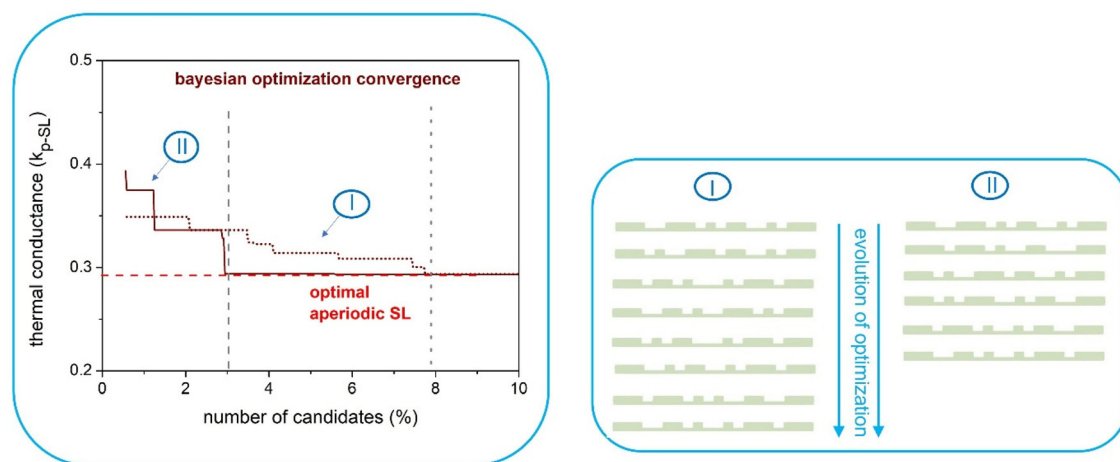 bayesian optimization convergence
II
I
optimal
aperiodic SL
thermal conductance (kp-SL)
0.5
0.4
0.3
0.2
0
2
4
6
8
10
number of candidates (%)
I
II
evolution of optimization